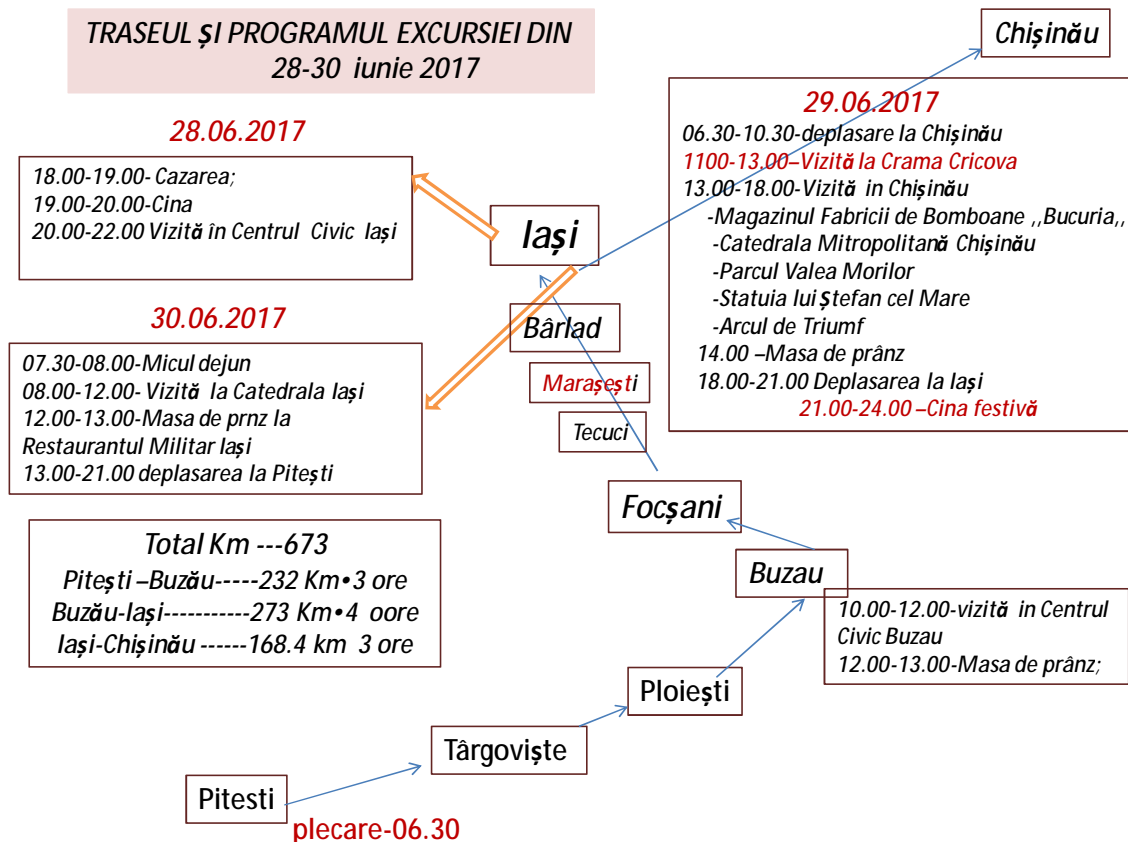 TRASEUL ȘI PROGRAMUL EXCURSIEI DIN
28-30 iunie 2017
Chișinău
28.06.2017
18.00-19.00- Cazarea;
19.00-20.00-Cina
20.00-22.00 Vizită în Centrul Civic Iași
29.06.2017
06.30-10.30-deplasare la Chișinău
1100-13.00–Vizită la Crama Cricova
13.00-18.00-Vizită in Chișinău
-Magazinul Fabricii de Bomboane ,,Bucuria,,
-Catedrala Mitropolitană Chișinău
-Parcul Valea Morilor
-Statuia lui Ștefan cel Mare
-Arcul de Triumf
14.00 –Masa de prânz
18.00-21.00 Deplasarea la Iași
21.00-24.00 –Cina festivă
Iași
Bârlad
Marașești
Tecuci
30.06.2017
07.30-08.00-Micul dejun
08.00-12.00- Vizită la Catedrala Iași
12.00-13.00-Masa de prnz la
Restaurantul Militar Iași
13.00-21.00 deplasarea la Pitești
Focșani
Total Km ---673
Pitești –Buzău-----232 Km•3 ore
Buzău-Iași-----------273 Km•4 oore
Iași-Chișinău ------168.4 km 3 ore
Buzau
10.00-12.00-vizită in Centrul
Civic Buzau
12.00-13.00-Masa de prânz;
Ploiești
Târgoviște
Pitesti
plecare-06.30